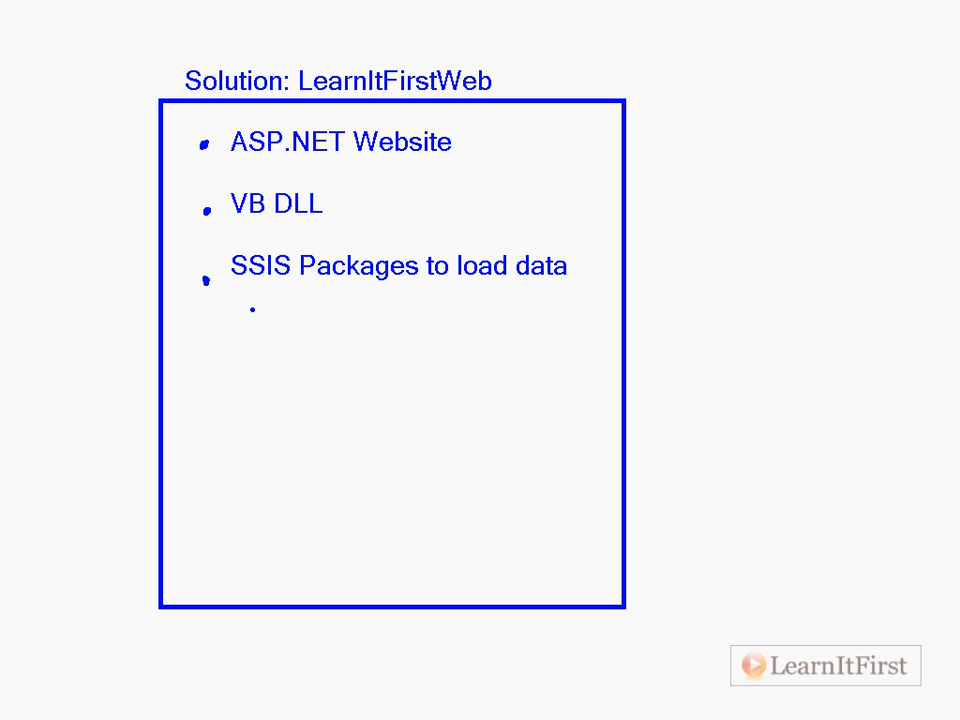 Solution: LearnItFirstWeb
• ASP.NET Website
• VB DLL
• SSIS Packages to load data
LearnItFirst